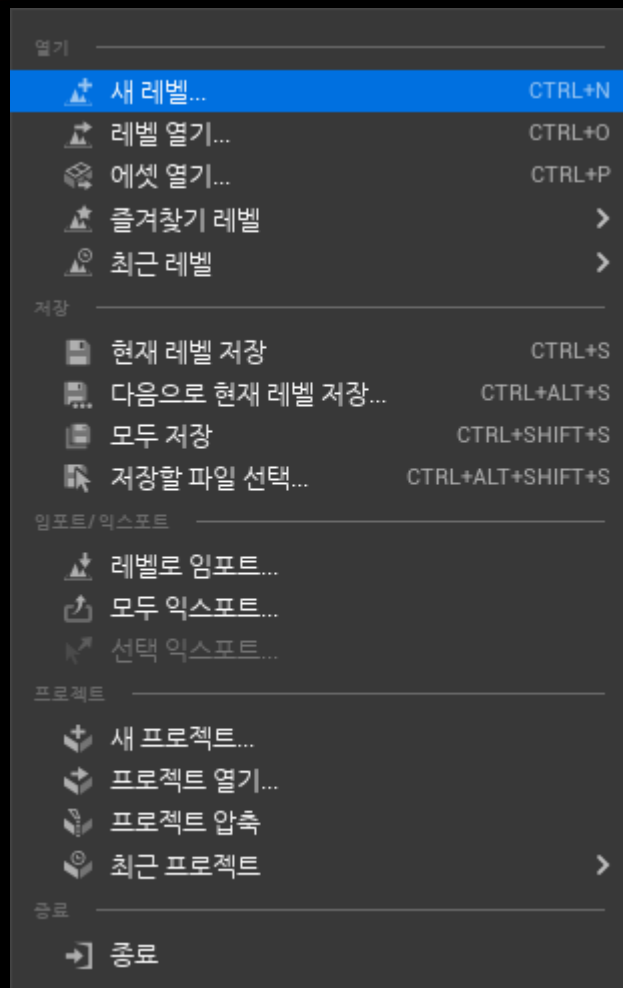 열기
새 레벨... CTRL+N
레벨 열기... CTRL+O
에셋 열기... CTRL+P
즐겨찾기 레벨
최근 레벨
저장
현재 레벨 저장 CTRL+S
다음으로 현재 레벨 저장... CTRL+ALT+S
모두 저장 CTRL+SHIFT+S
저장할 파일 선택... CTRL+ALT+SHIFT+S
임포트/익스포트
레벨로 임포트...
모두 익스포트...
선택 익스포트...
프로젝트
새 프로젝트...
프로젝트 열기...
프로젝트 압축
최근 프로젝트
종료
종료